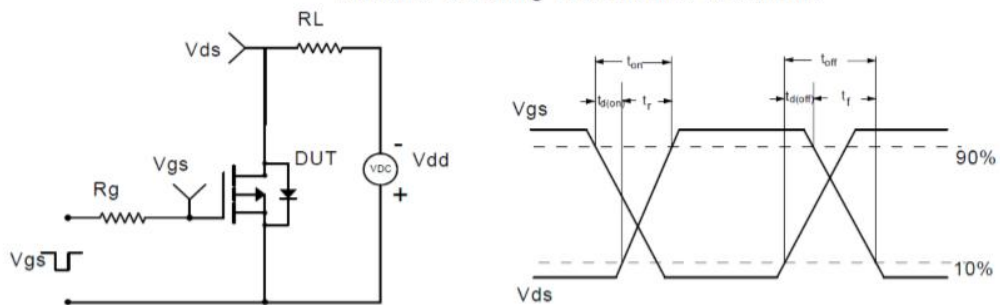 RL
Vds
Vgs
DUT
Rg
VDC
-
Vdd
+
Vgs
ton
toff
td(on)
tr
td(off)
tf
Vgs
90%
10%
Vds